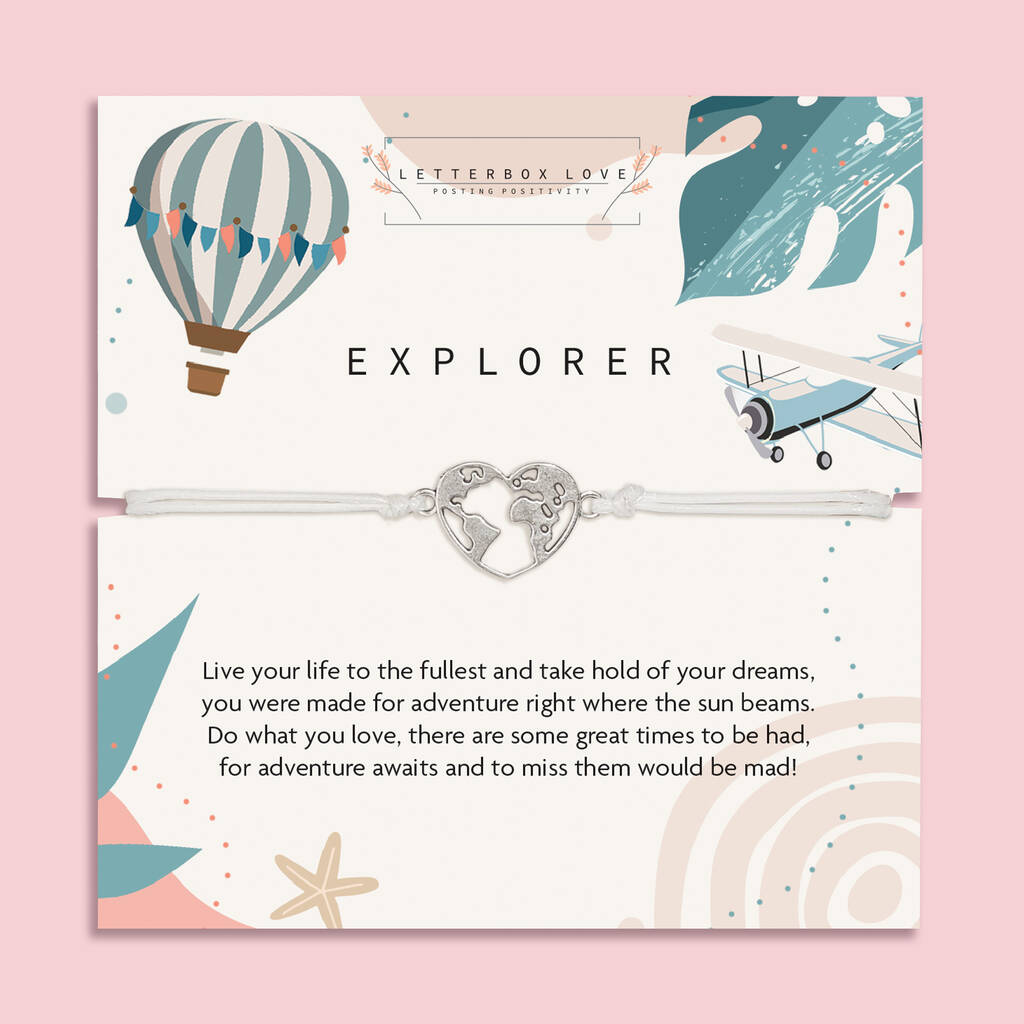 LETTERBOX LOVE
POSTING POSITIVITY
EXPLORER
Live your life to the fullest and take hold of your dreams,
you were made for adventure right where the sun beams.
Do what you love, there are some great times to be had,
for adventure awaits and to miss them would be mad!